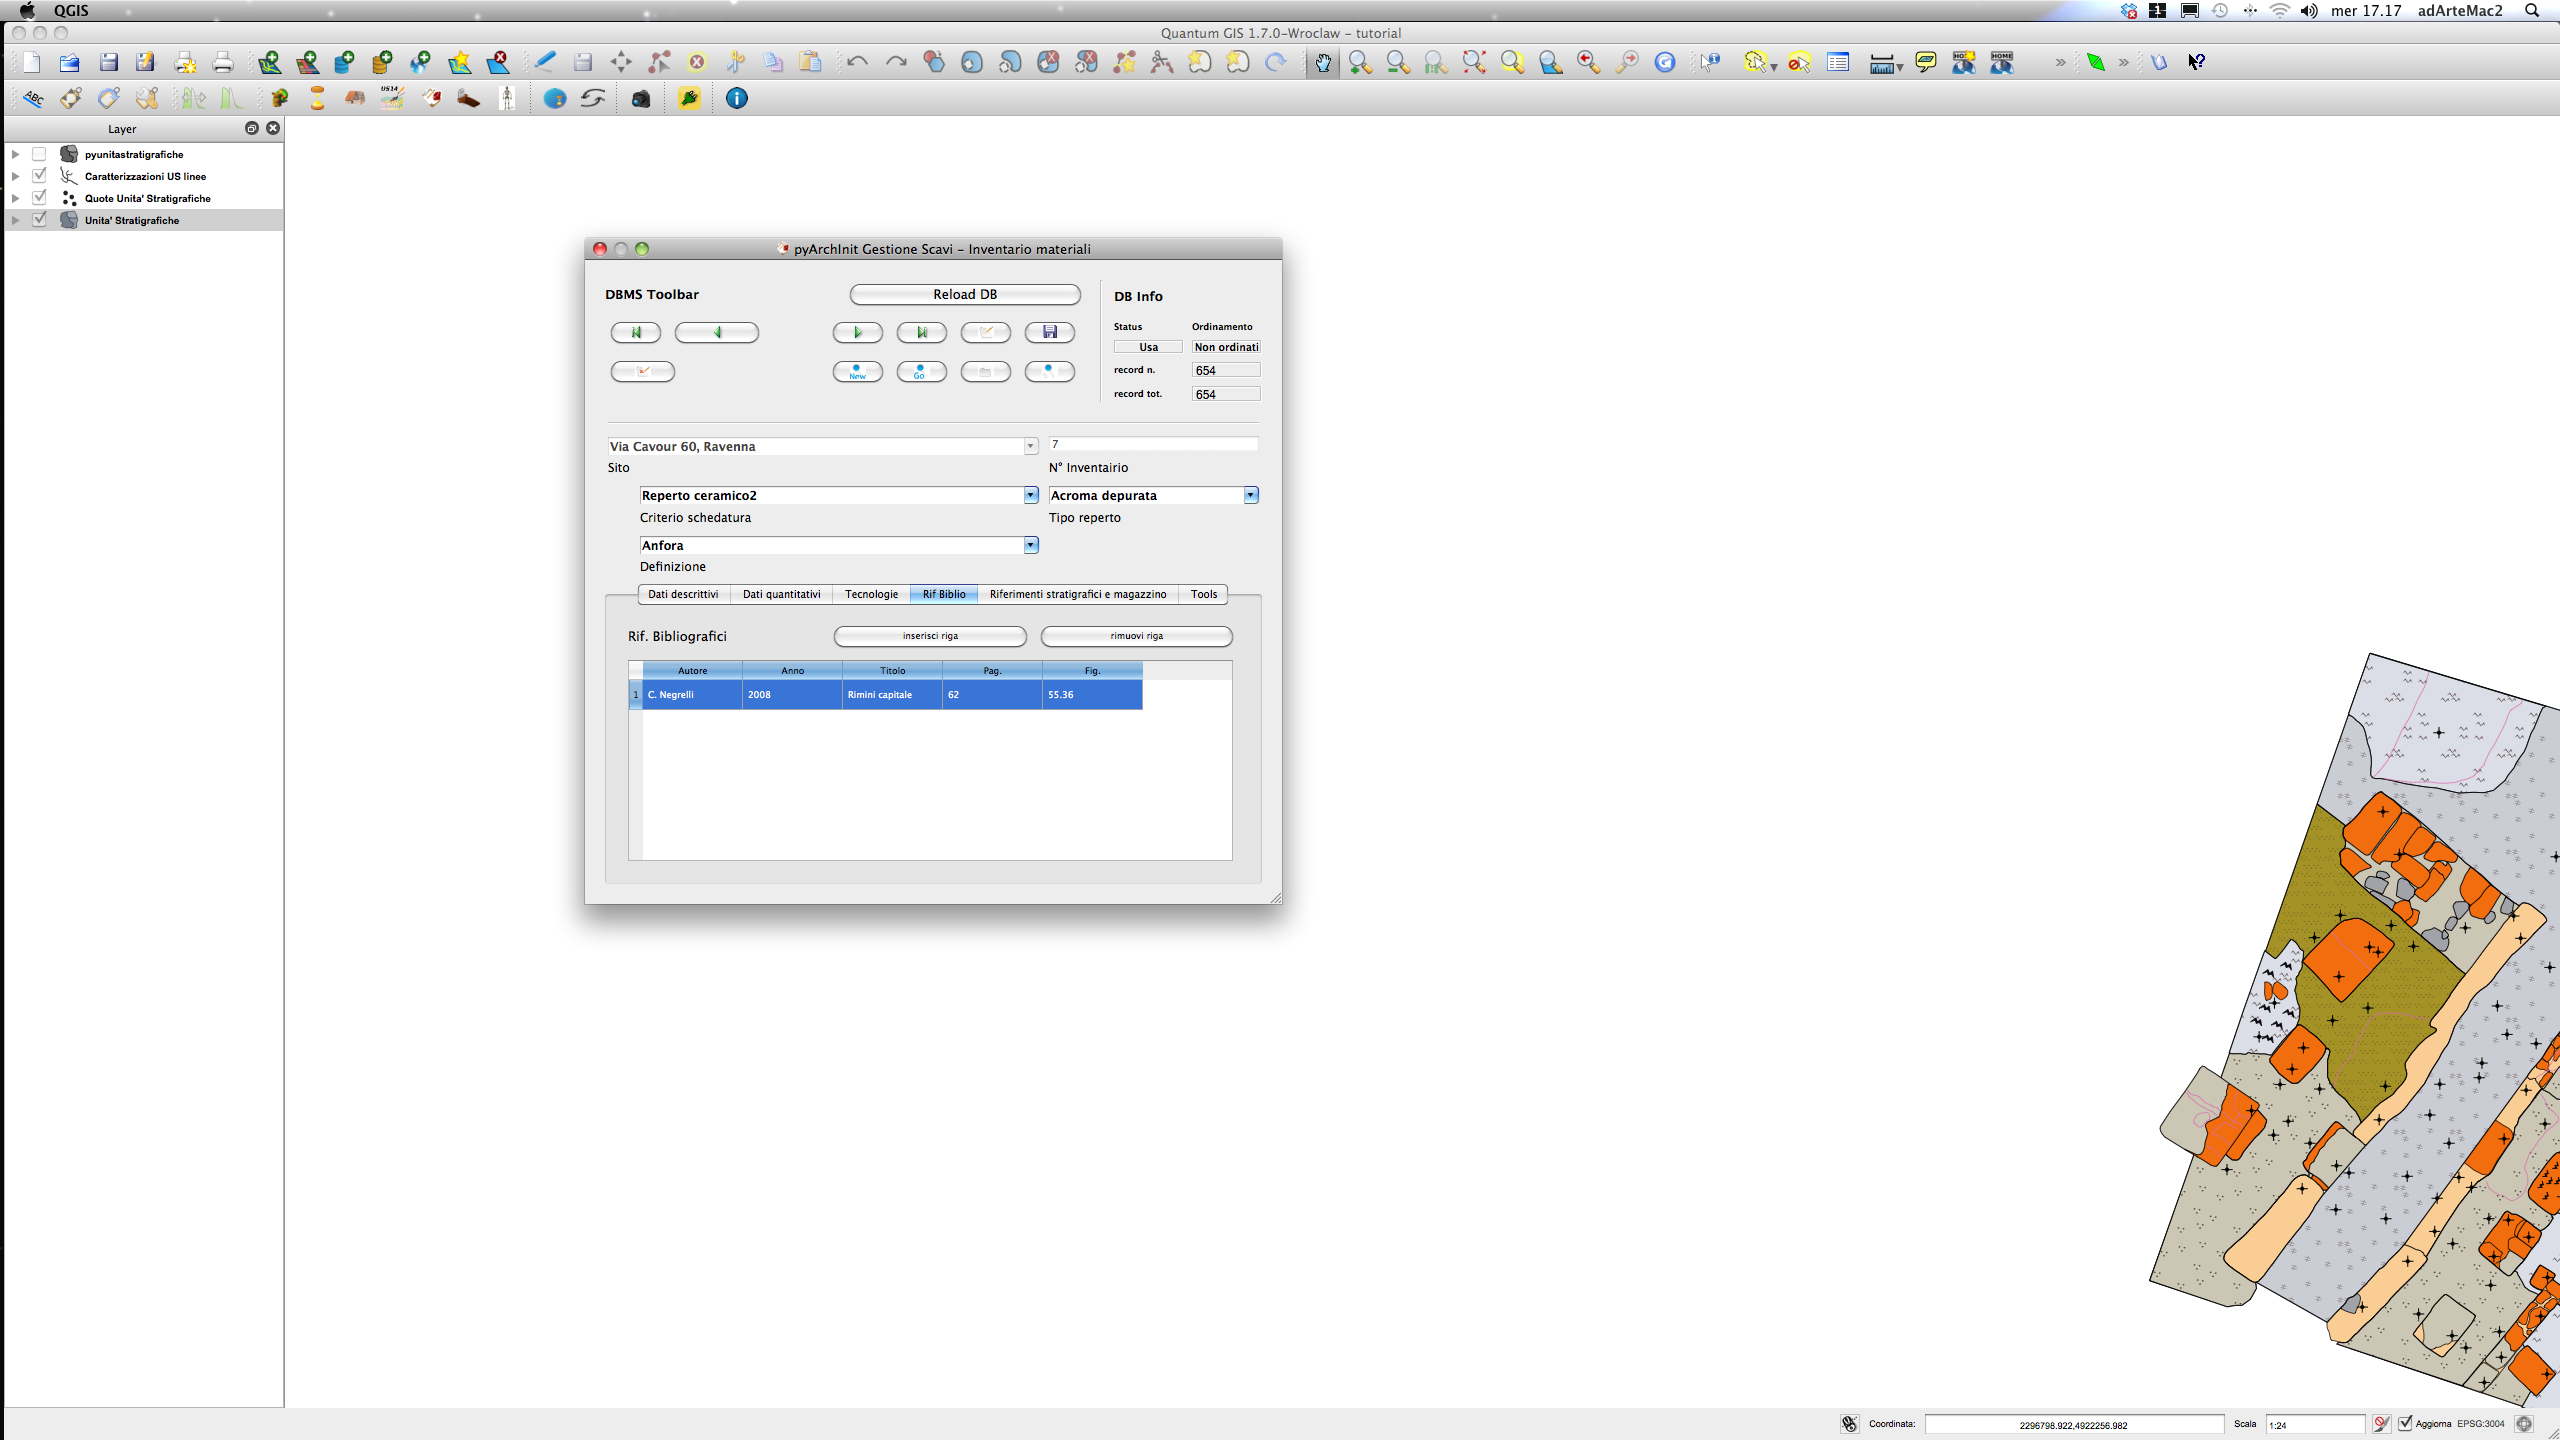 QGIS
mer 17.17 adArteMac2
Quantum GIS 1.7.0-Wroclaw - tutorial
ABC US14 HOME
Layer
pyunitastratigrafiche
Caratterizzazioni US linee
Quote Unita' Stratigrafiche
Unita' Stratigrafiche
pyArchInit Gestione Scavi - Inventario materiali
DBMS Toolbar
Reload DB
DB Info
Status Ordinamento
Usa Non ordinati
New Go
record n. 654
record tot. 654
Via Cavour 60, Ravenna 7
Sito N° Inventairio
Reperto ceramico2 Acroma depurata
Criterio schedatura Tipo reperto
Anfora
Definizione
Dati descrittivi Dati quantitativi Tecnologie Rif Biblio Riferimenti stratigrafici e magazzino Tools
Rif. Bibliografici inserisci riga rimuovi riga
Autore Anno Titolo Pag. Fig.
1 C. Negrelli 2008 Rimini capitale 62 55.36
Coordinata: 2296798.922,4922256.982 Scala 1:24 Aggiorna EPSG:3004